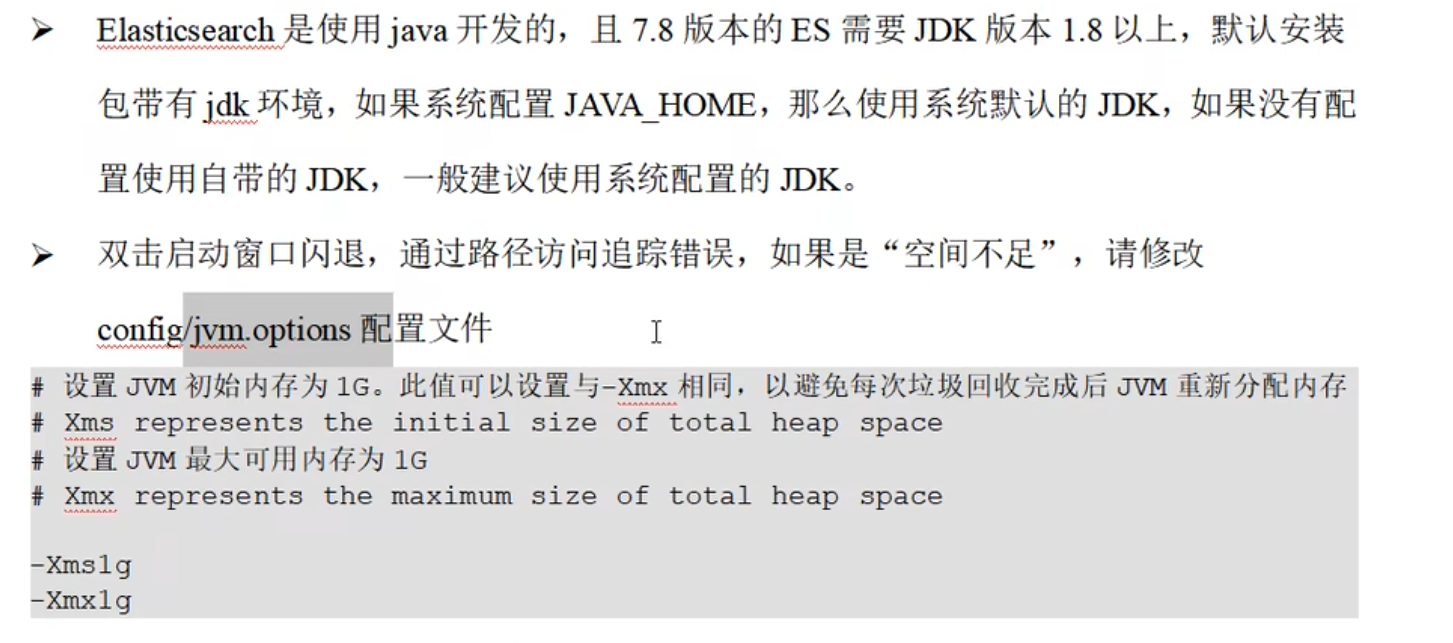 ➢ Elasticsearch 是使用 java 开发的，且 7.8 版本的 ES 需要 JDK 版本 1.8 以上，默认安装
包带有 jdk 环境，如果系统配置 JAVA_HOME，那么使用系统默认的 JDK，如果没有配
置使用自带的 JDK，一般建议使用系统配置的 JDK。
➢ 双击启动窗口闪退，通过路径访问追踪错误，如果是“空间不足”，请修改
config/jvm.options 配置文件
# 设置 JVM 初始内存为 1G。此值可以设置与-Xmx 相同，以避免每次垃圾回收完成后 JVM 重新分配内存
# Xms represents the initial size of total heap space
# 设置 JVM 最大可用内存为 1G
# Xmx represents the maximum size of total heap space
-Xms1g
-Xmx1g